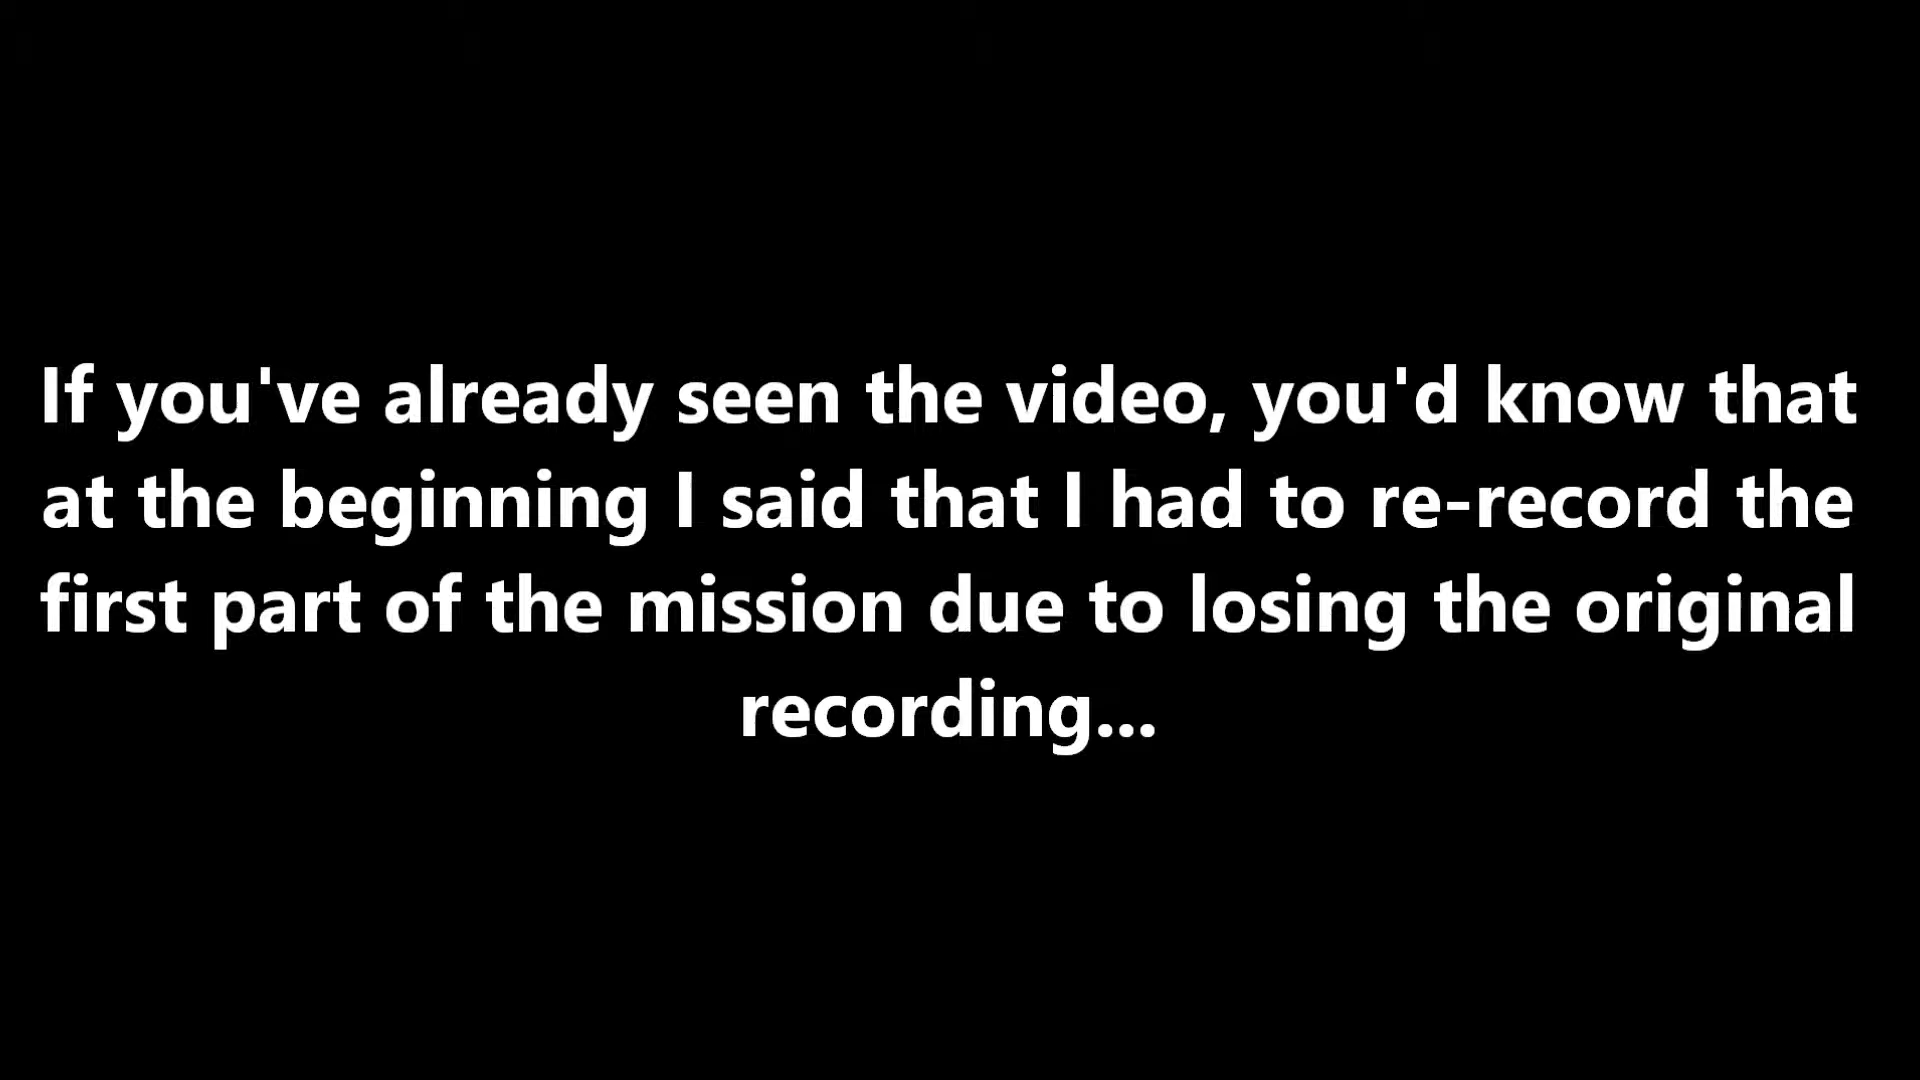 If you've already seen the video, you'd know that
at the beginning I said that I had to re-record the
first part of the mission due to losing the original
recording...